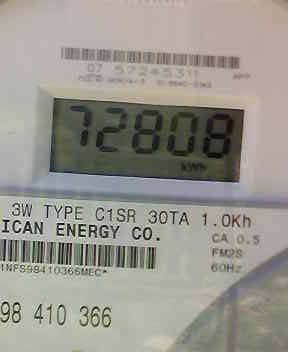 07 57245311
72808
kWh
3W TYPE C1SR 30TA 1.0Kh
ICAN ENERGY CO.
CA 0.5
FM2S
60Hz
1NFS98410366MEC*
98 410 366